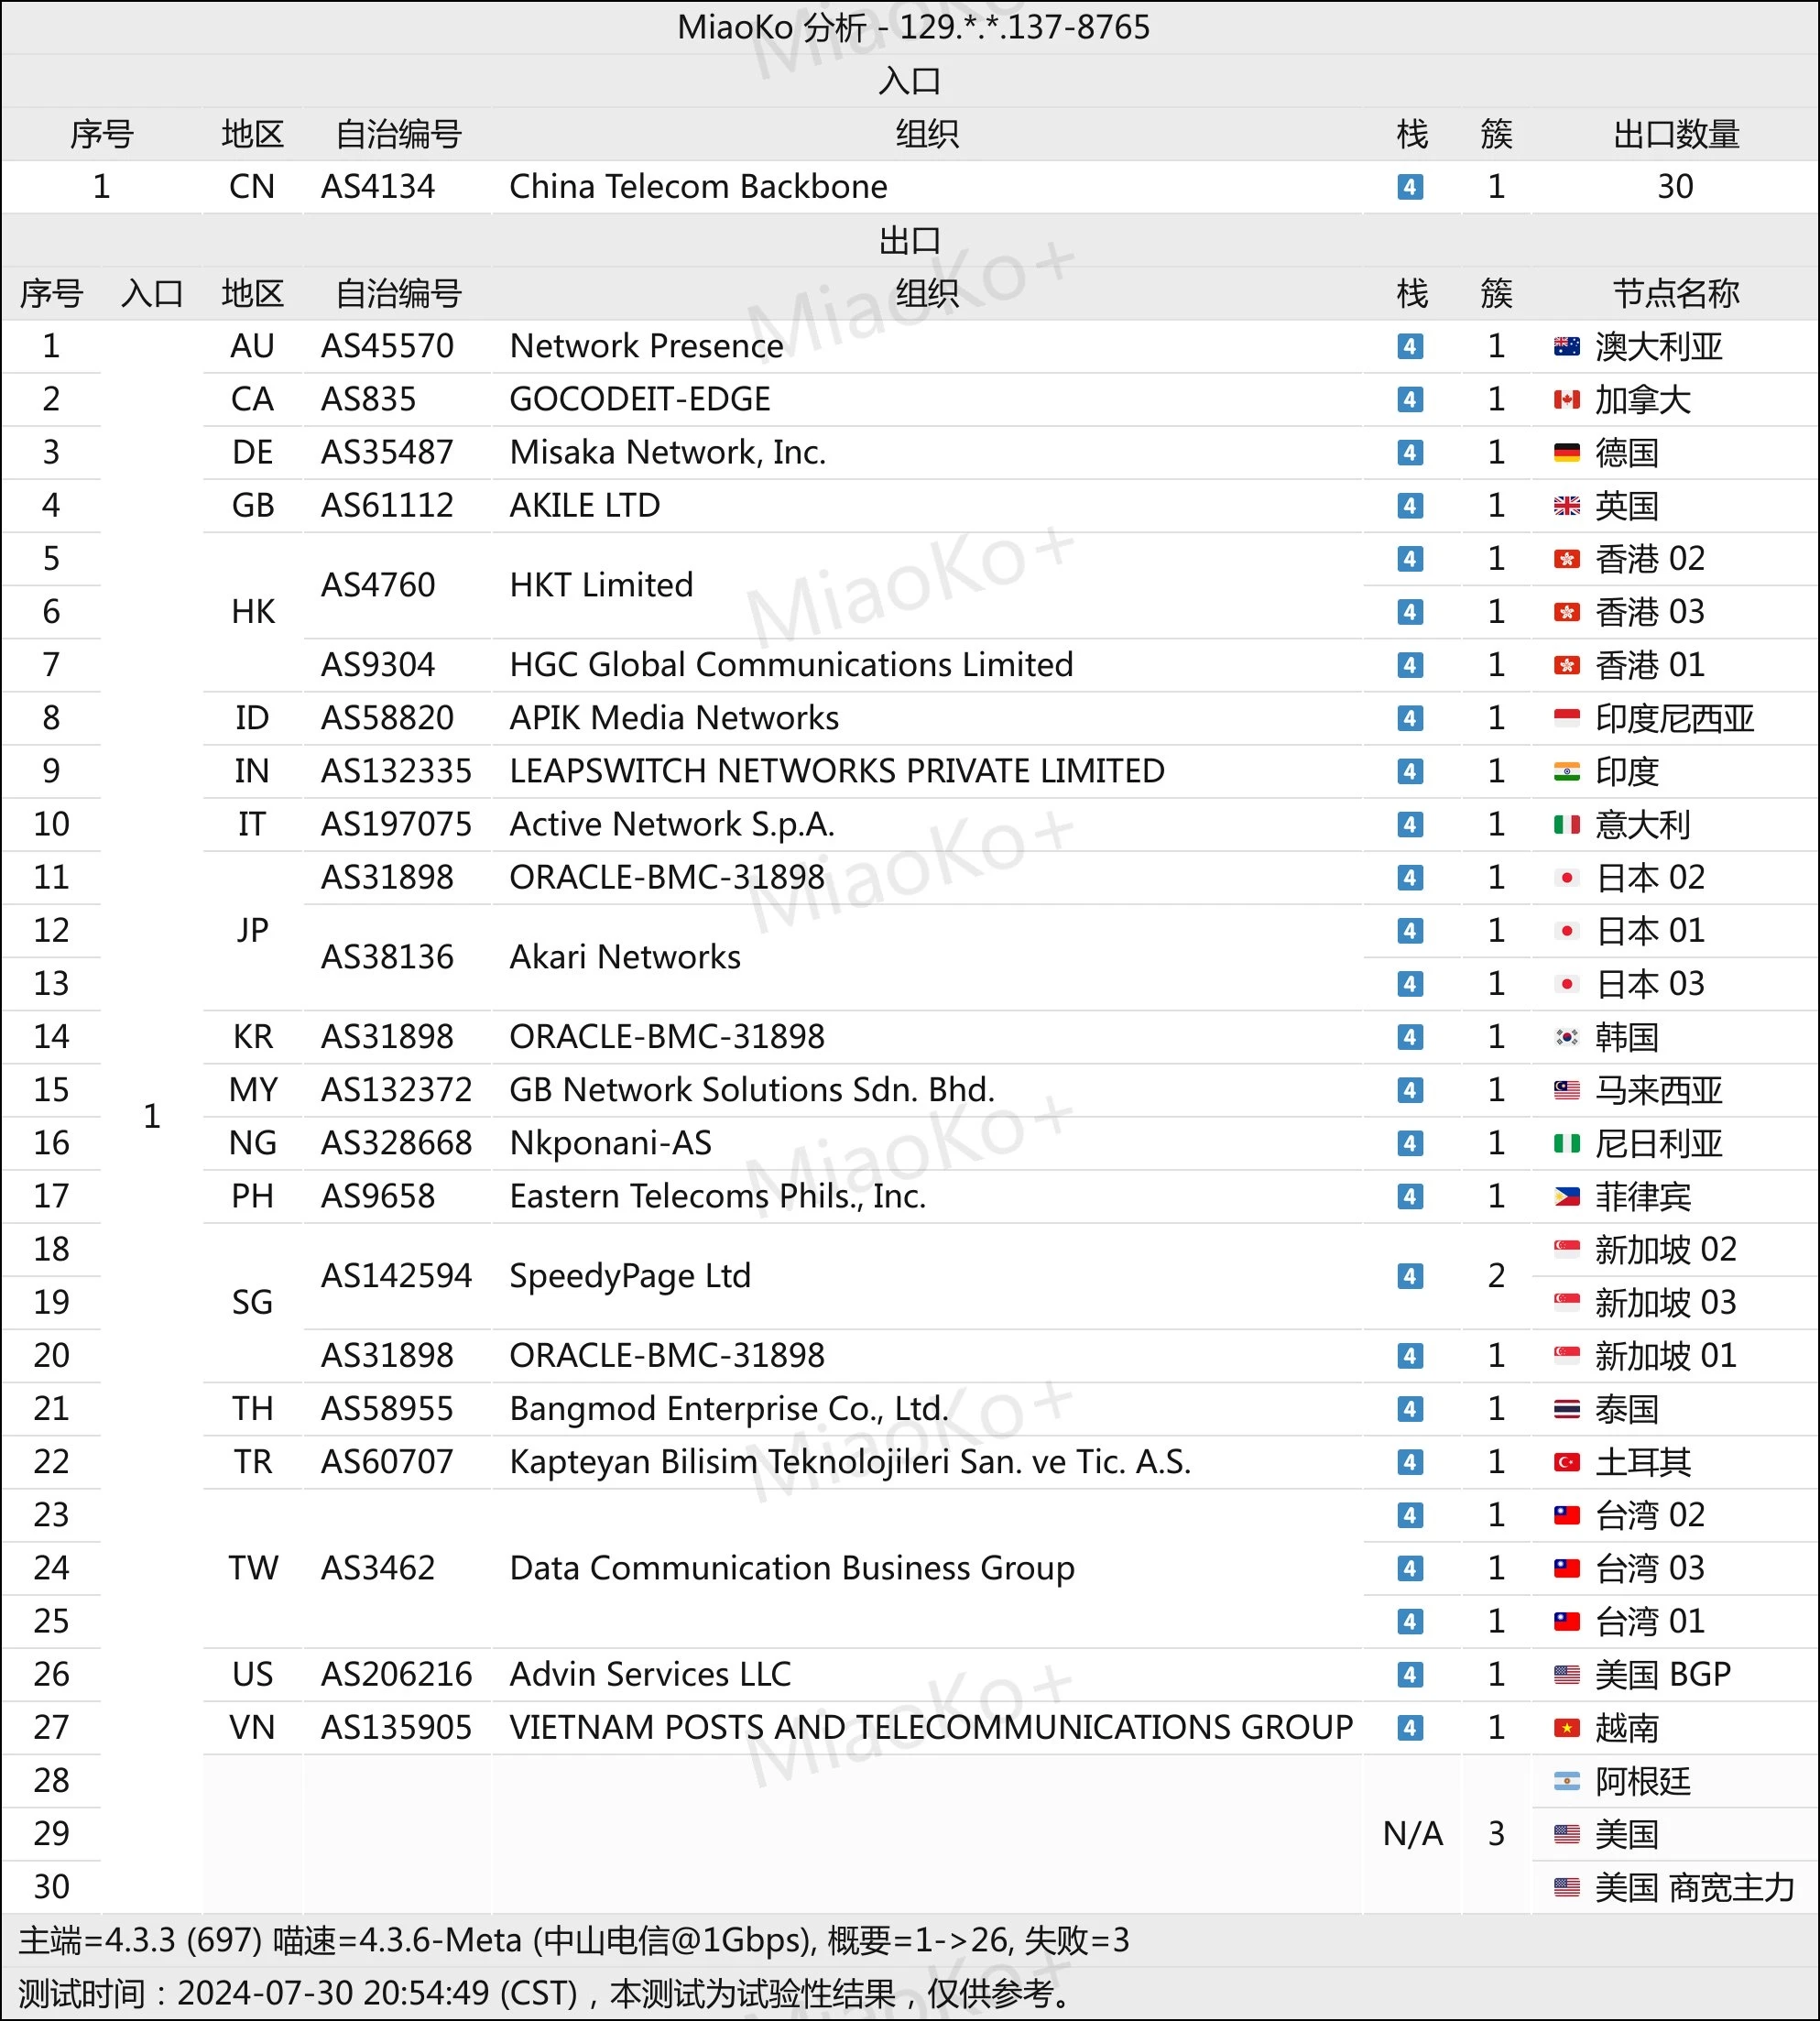 MiaoKo 分析 - 129.*.*.137-8765
入口
序号 地区 自治编号 组织 栈 簇 出口数量
1 CN AS4134 China Telecom Backbone 4 1 30
出口
序号 入口 地区 自治编号 组织 栈 簇 节点名称
1 AU AS45570 Network Presence 4 1 澳大利亚
2 CA AS835 GOCODEIT-EDGE 4 1 加拿大
3 DE AS35487 Misaka Network, Inc. 4 1 德国
4 GB AS61112 AKILE LTD 4 1 英国
5 HK AS4760 HKT Limited 4 1 香港 02
6 4 1 香港 03
7 AS9304 HGC Global Communications Limited 4 1 香港 01
8 ID AS58820 APIK Media Networks 4 1 印度尼西亚
9 IN AS132335 LEAPSWITCH NETWORKS PRIVATE LIMITED 4 1 印度
10 IT AS197075 Active Network S.p.A. 4 1 意大利
11 JP AS31898 ORACLE-BMC-31898 4 1 日本 02
12 AS38136 Akari Networks 4 1 日本 01
13 4 1 日本 03
14 KR AS31898 ORACLE-BMC-31898 4 1 韩国
15 1 MY AS132372 GB Network Solutions Sdn. Bhd. 4 1 马来西亚
16 NG AS328668 Nkponani-AS 4 1 尼日利亚
17 PH AS9658 Eastern Telecoms Phils., Inc. 4 1 菲律宾
18 SG AS142594 SpeedyPage Ltd 4 2 新加坡 02
19 新加坡 03
20 AS31898 ORACLE-BMC-31898 4 1 新加坡 01
21 TH AS58955 Bangmod Enterprise Co., Ltd. 4 1 泰国
22 TR AS60707 Kapteyan Bilisim Teknolojileri San. ve Tic. A.S. 4 1 土耳其
23 4 1 台湾 02
24 TW AS3462 Data Communication Business Group 4 1 台湾 03
25 4 1 台湾 01
26 US AS206216 Advin Services LLC 4 1 美国 BGP
27 VN AS135905 VIETNAM POSTS AND TELECOMMUNICATIONS GROUP 4 1 越南
28 阿根廷
29 N/A 3 美国
30 美国 商宽主力
主端=4.3.3 (697) 喵速=4.3.6-Meta (中山电信@1Gbps), 概要=1->26, 失败=3
测试时间：2024-07-30 20:54:49 (CST)，本测试为试验性结果，仅供参考。
MiaoKo+
MiaoKo+
MiaoKo+
MiaoKo+
MiaoKo+
MiaoKo+
MiaoKo+
MiaoKo+